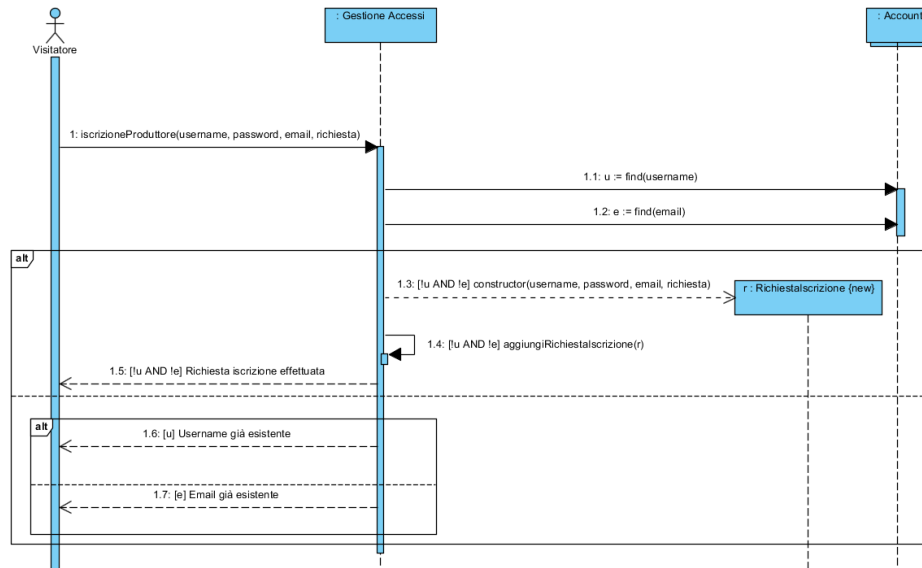 : Gestione Accessi
: Account
Visitatore
1: iscrizioneProduttore(username, password, email, richiesta)
1.1: u := find(username)
1.2: e := find(email)
alt
1.3: [!u AND !e] constructor(username, password, email, richiesta)
r : RichiestaIscrizione {new}
1.4: [!u AND !e] aggiungiRichiestaIscrizione(r)
1.5: [!u AND !e] Richiesta iscrizione effettuata
alt
1.6: [u] Username già esistente
1.7: [e] Email già esistente